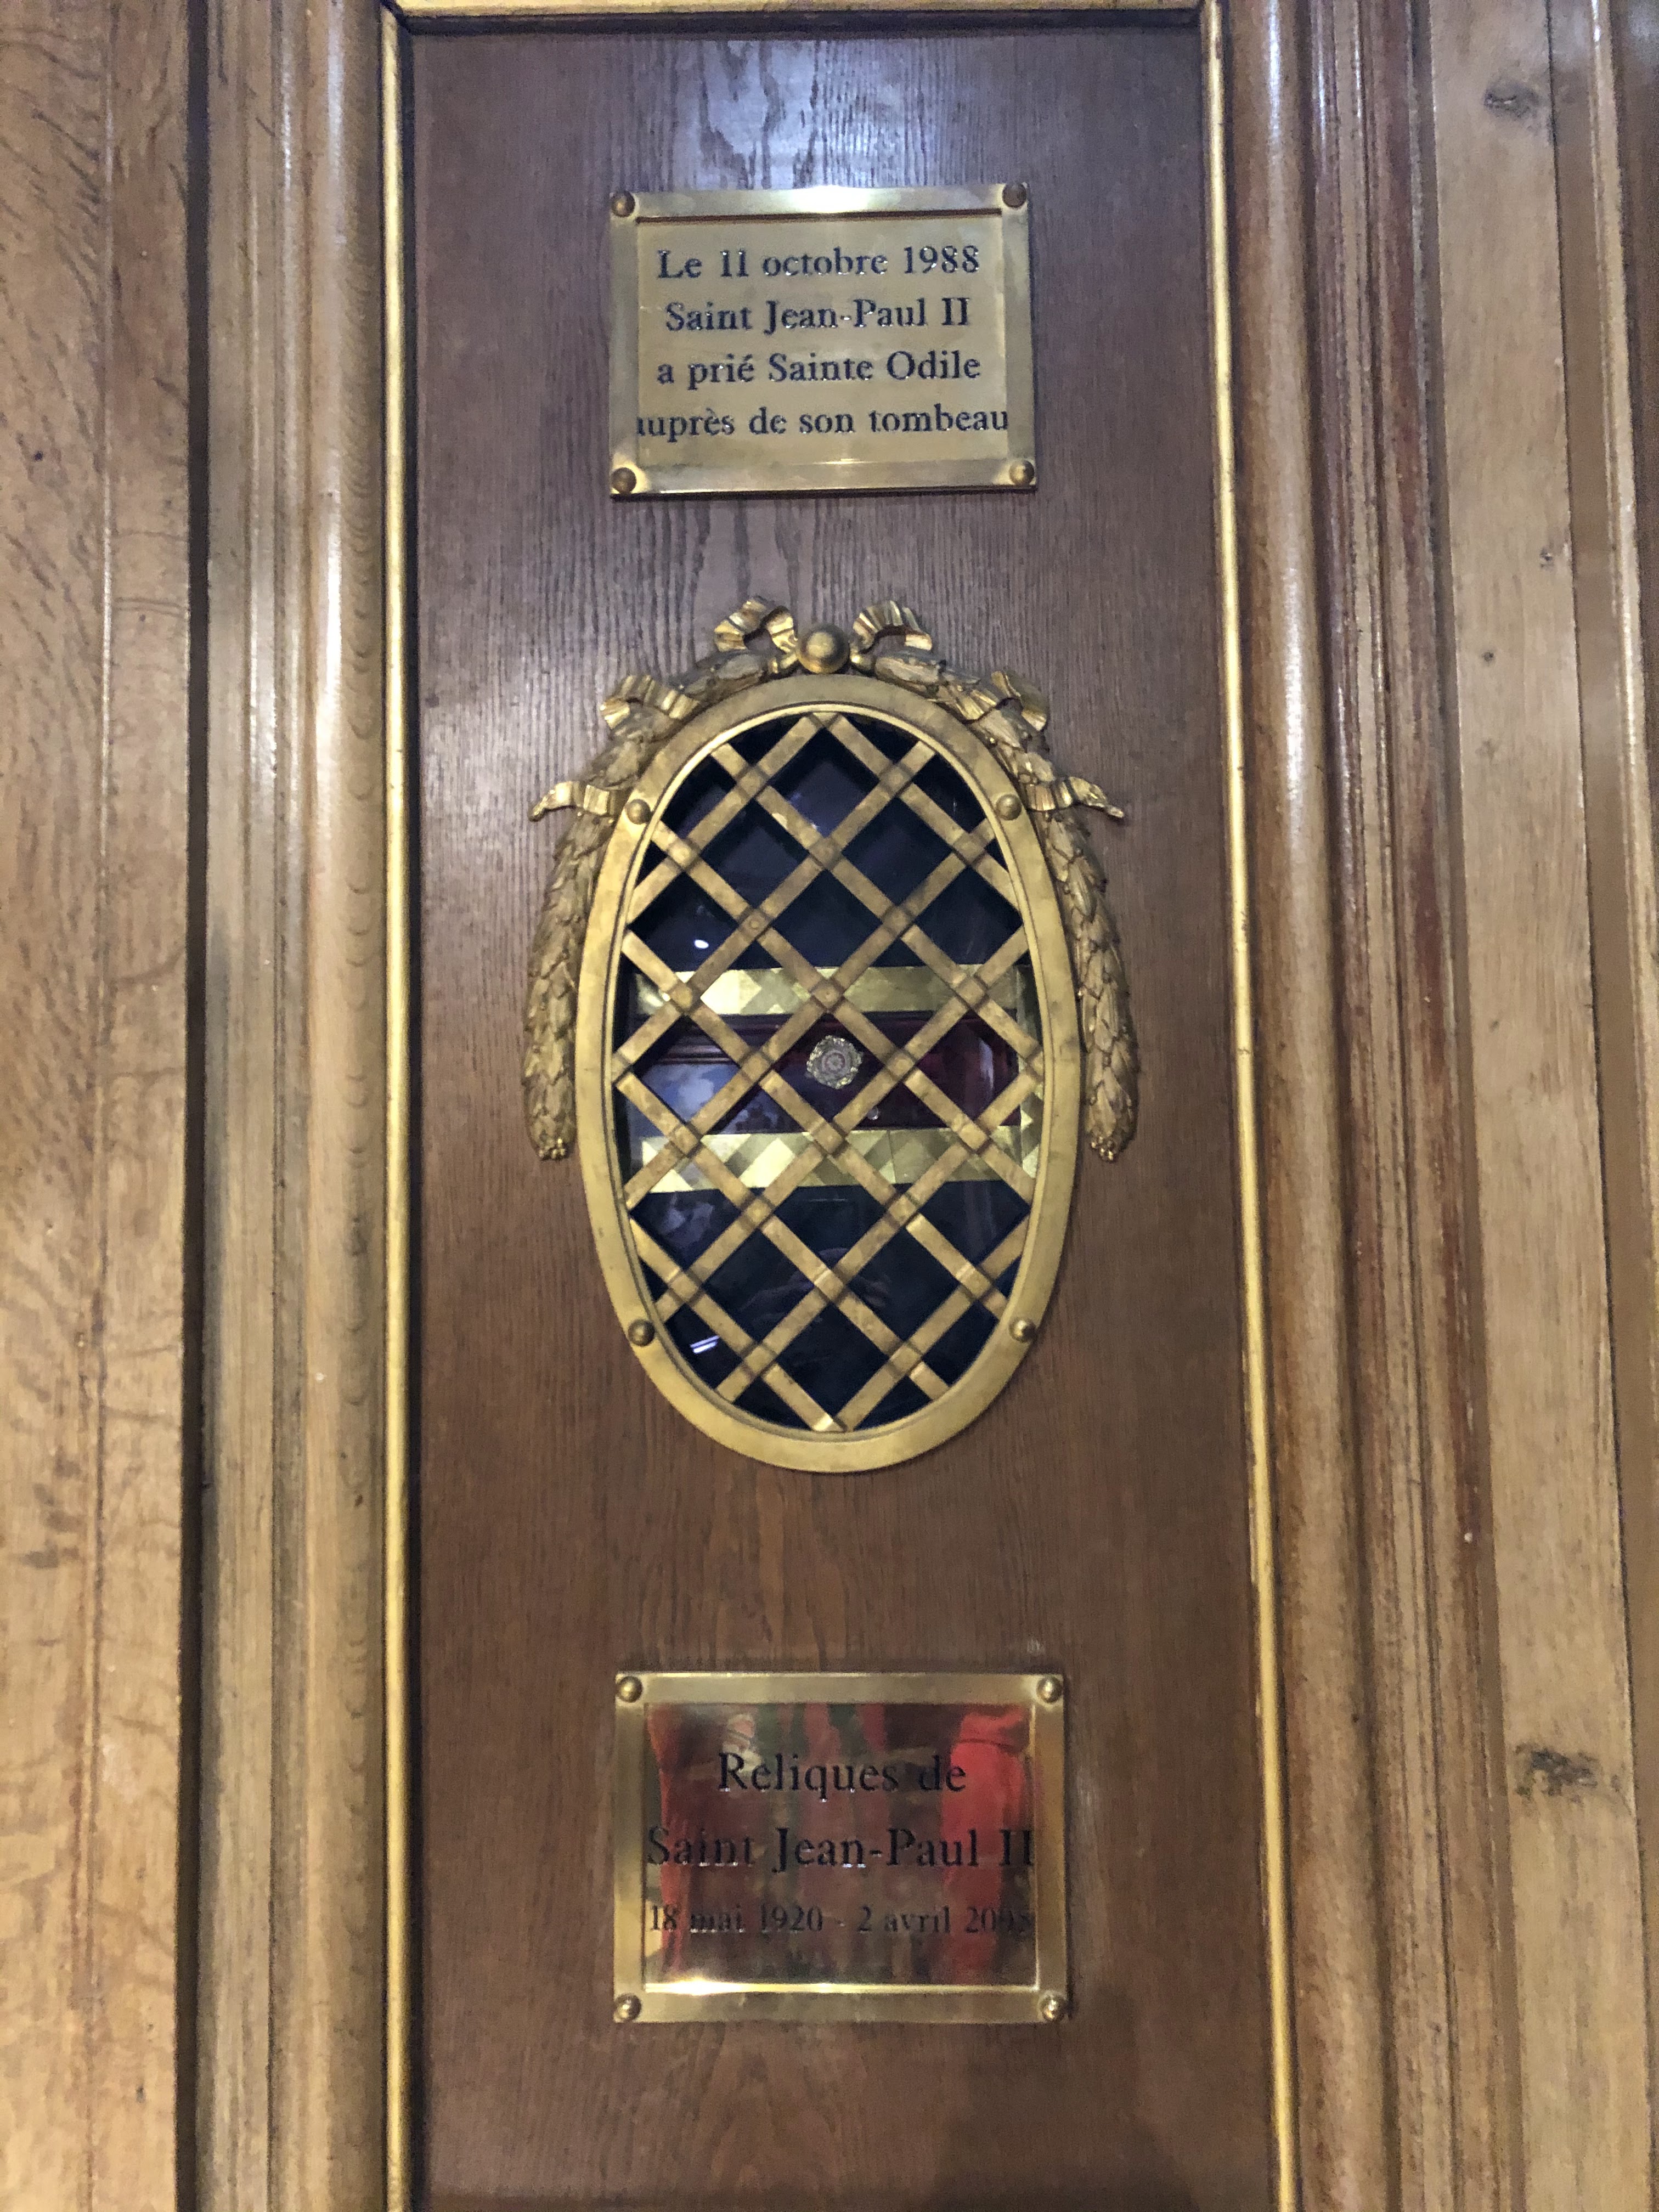 Le 11 octobre 1988
Saint Jean-Paul II
a prié Sainte Odile
auprès de son tombeau
Reliques de
Saint Jean-Paul II
18 mai 1920 - 2 avril 2005